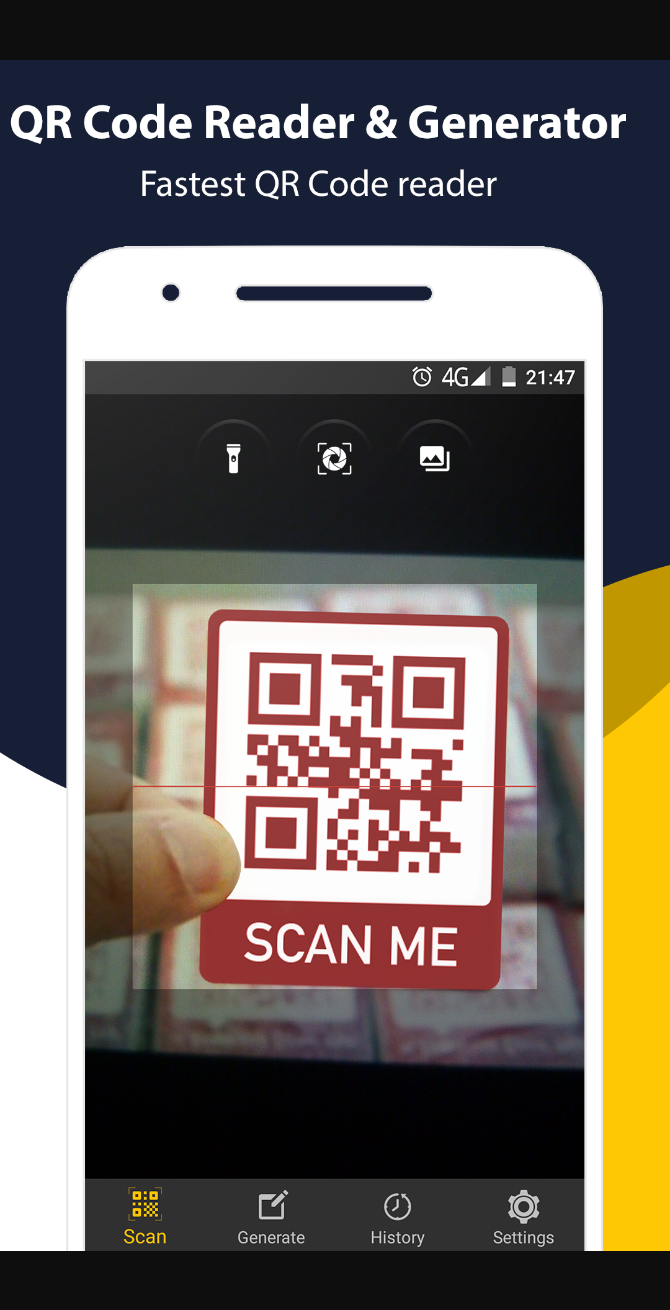 QR Code Reader & Generator
Fastest QR Code reader
4G 21:47
SCAN ME
Scan Generate History Settings